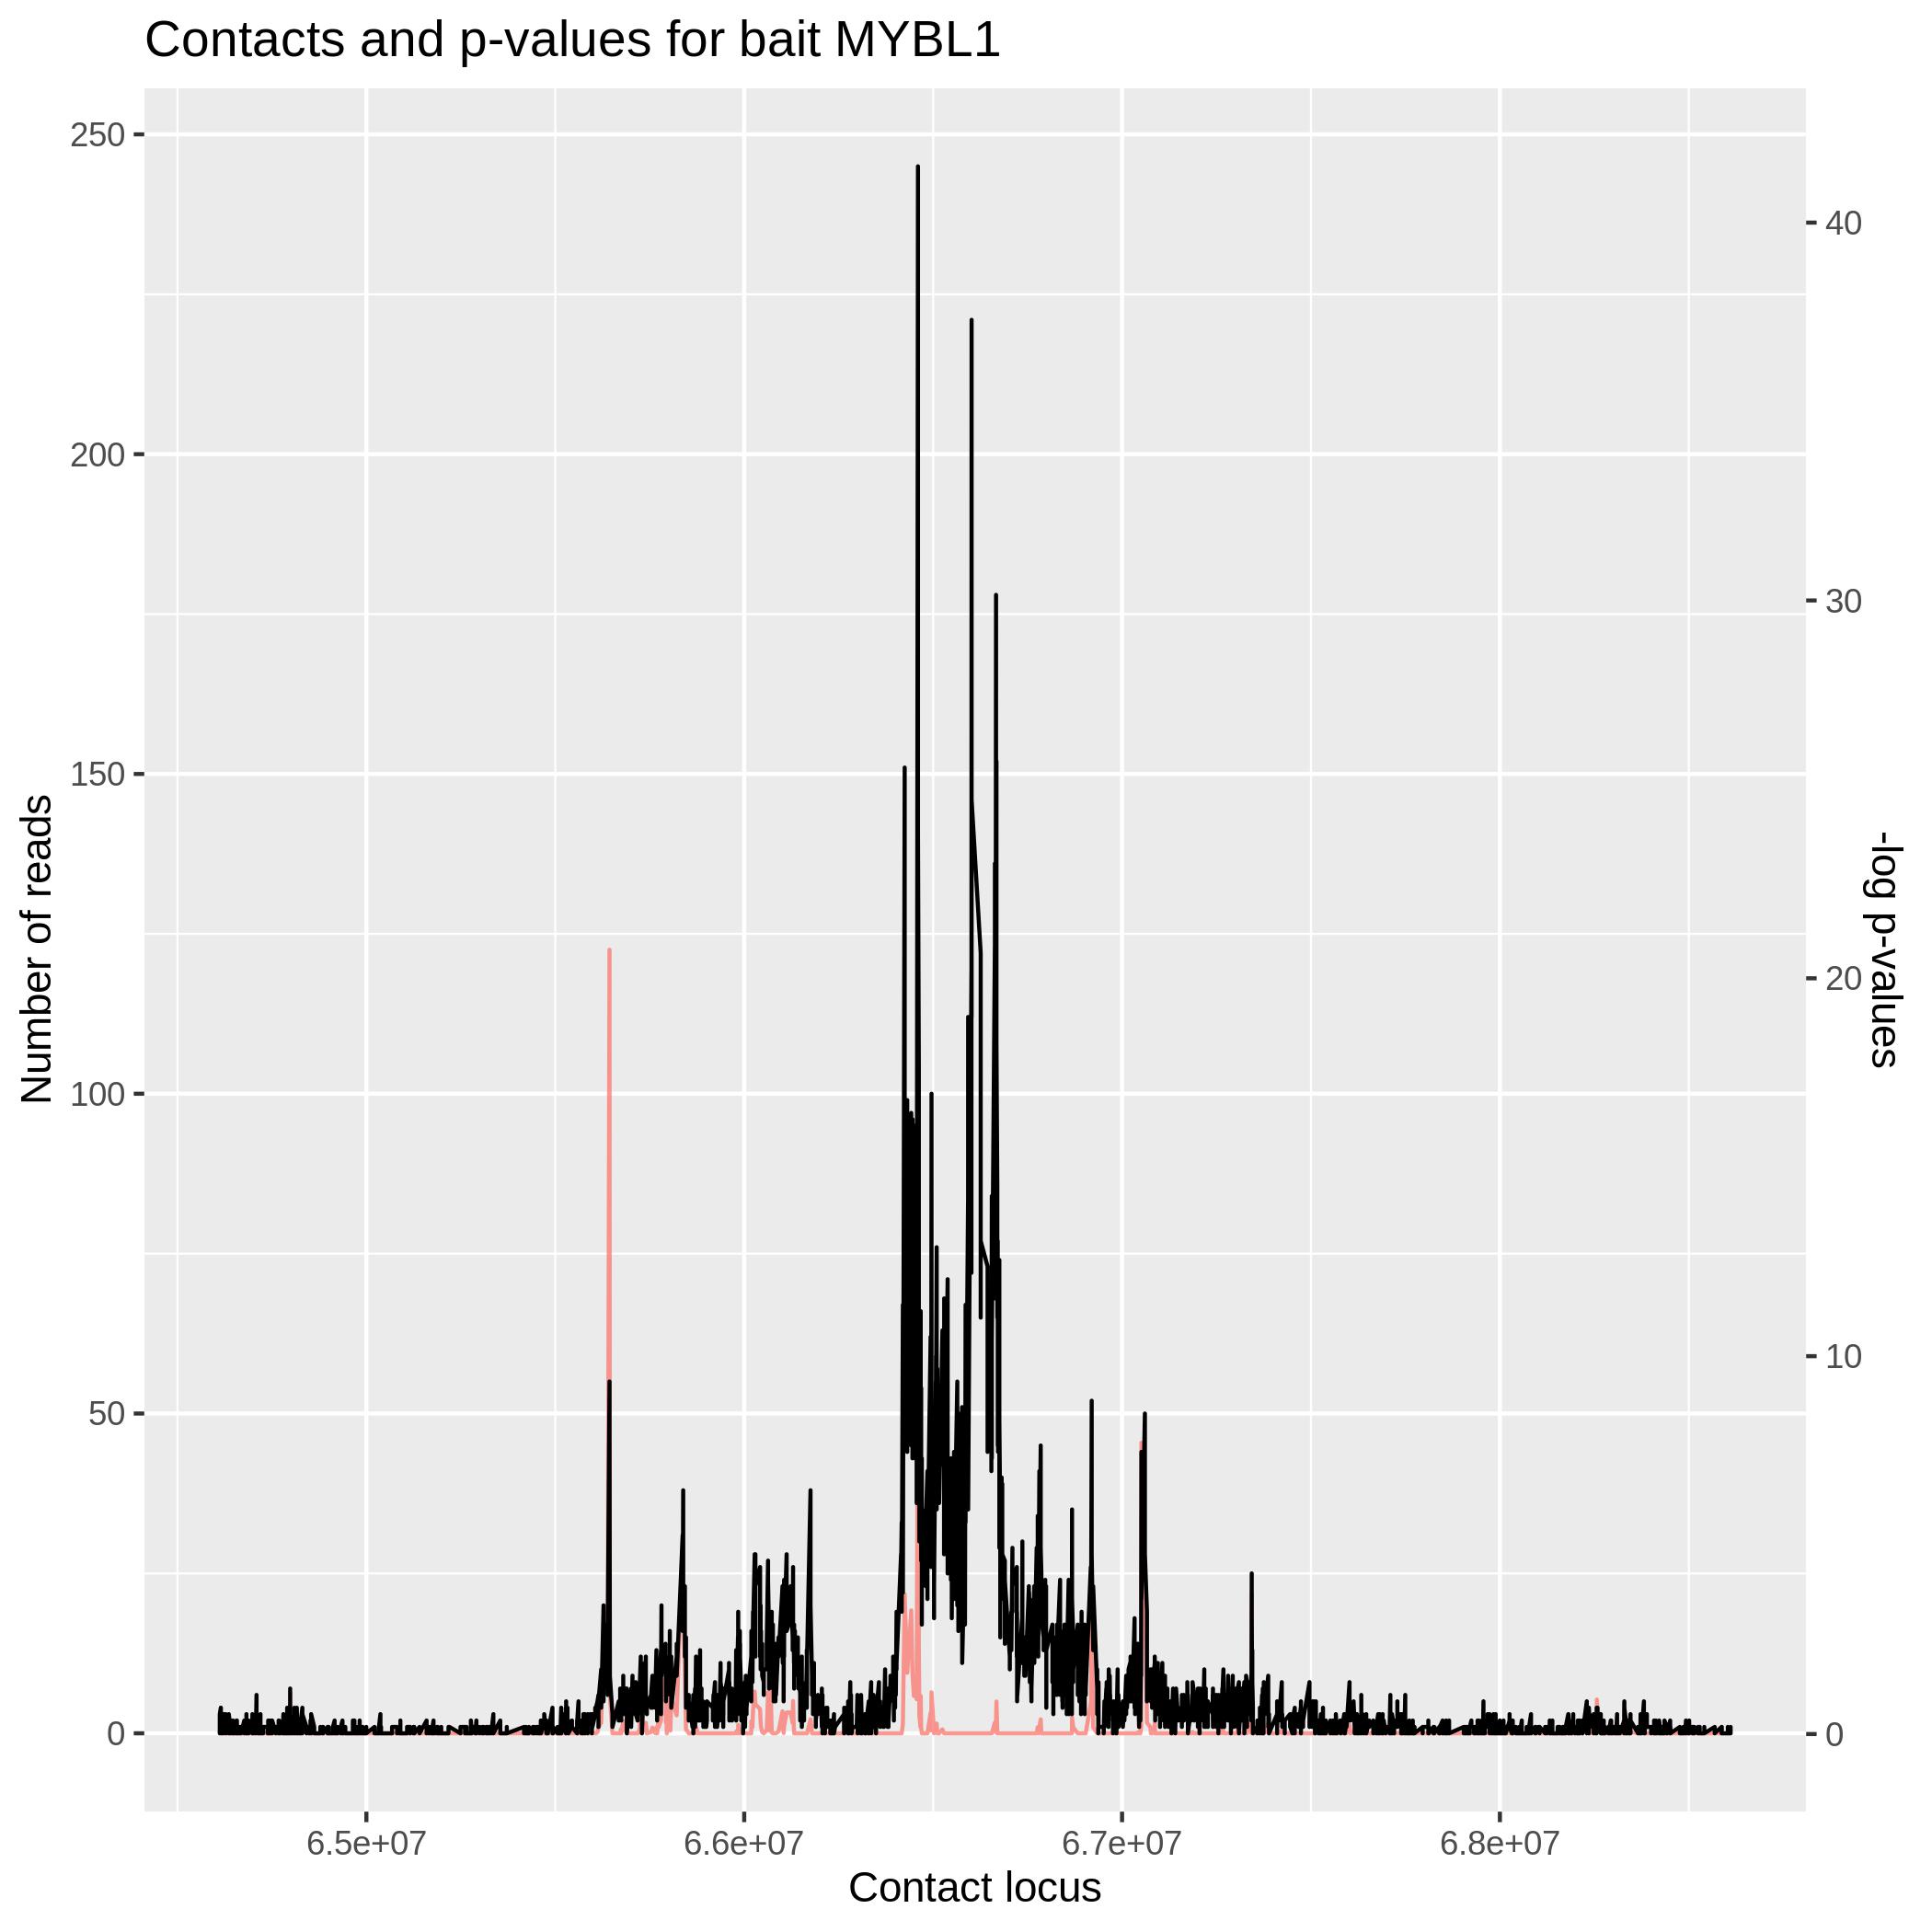 Contacts and p-values for bait MYBL1
250
200
150
100
50
0
Number of reads
40
30
20
10
0
-log p-values
6.5e+07 6.6e+07 6.7e+07 6.8e+07
Contact locus